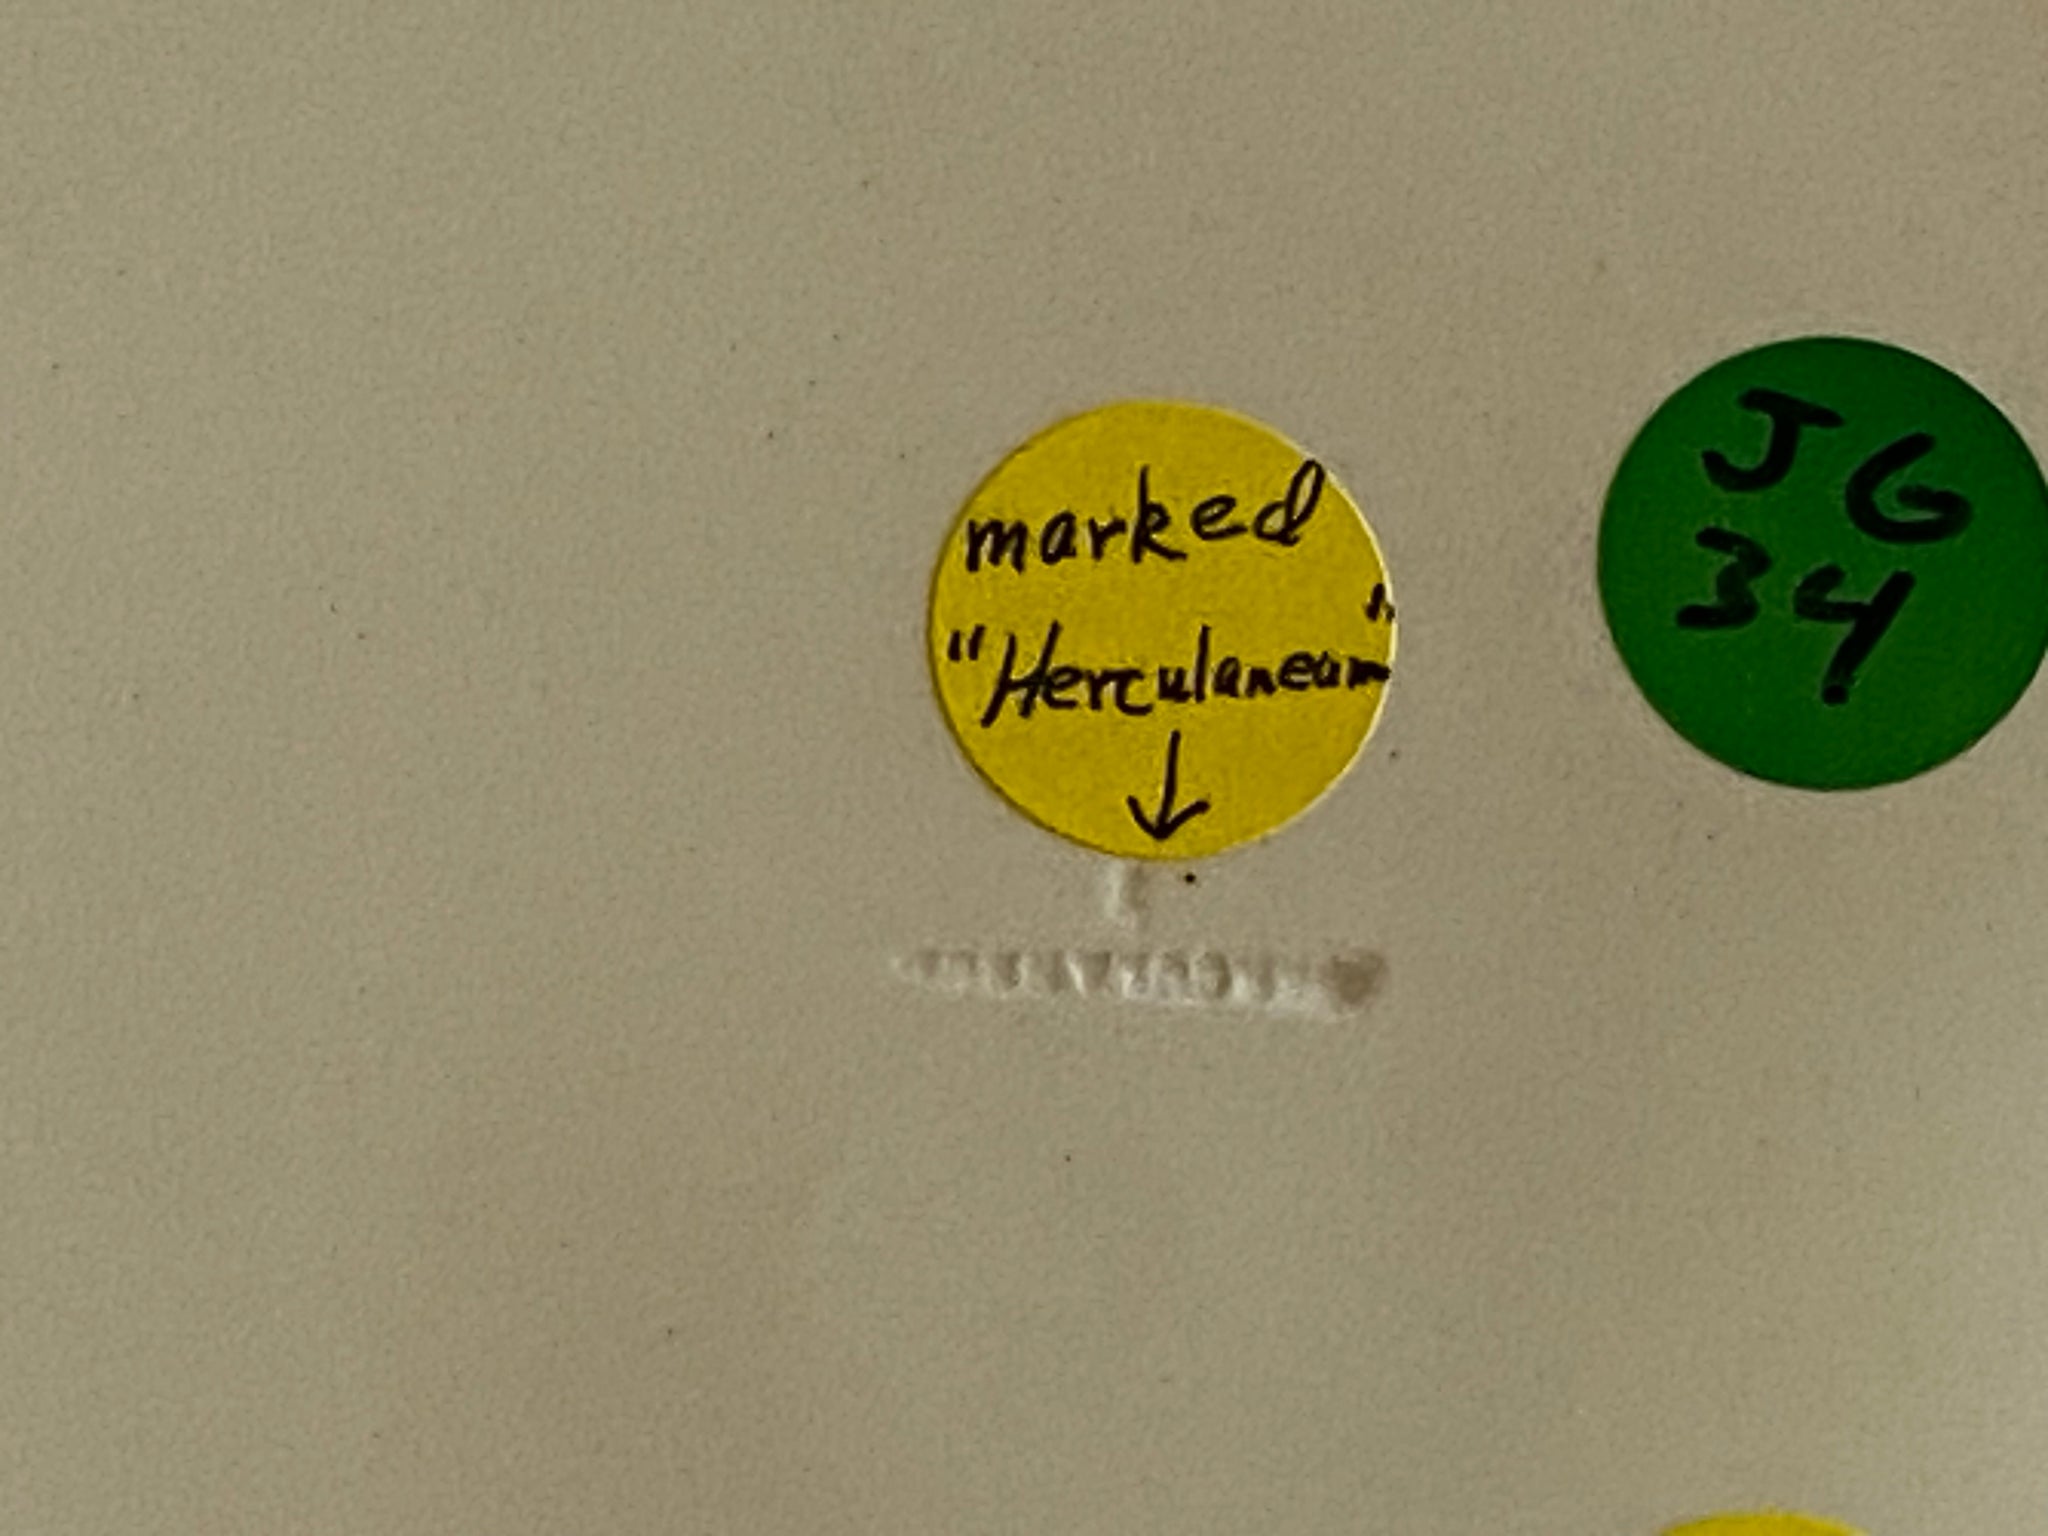 marked
"Herculaneum"
↓
JG
34